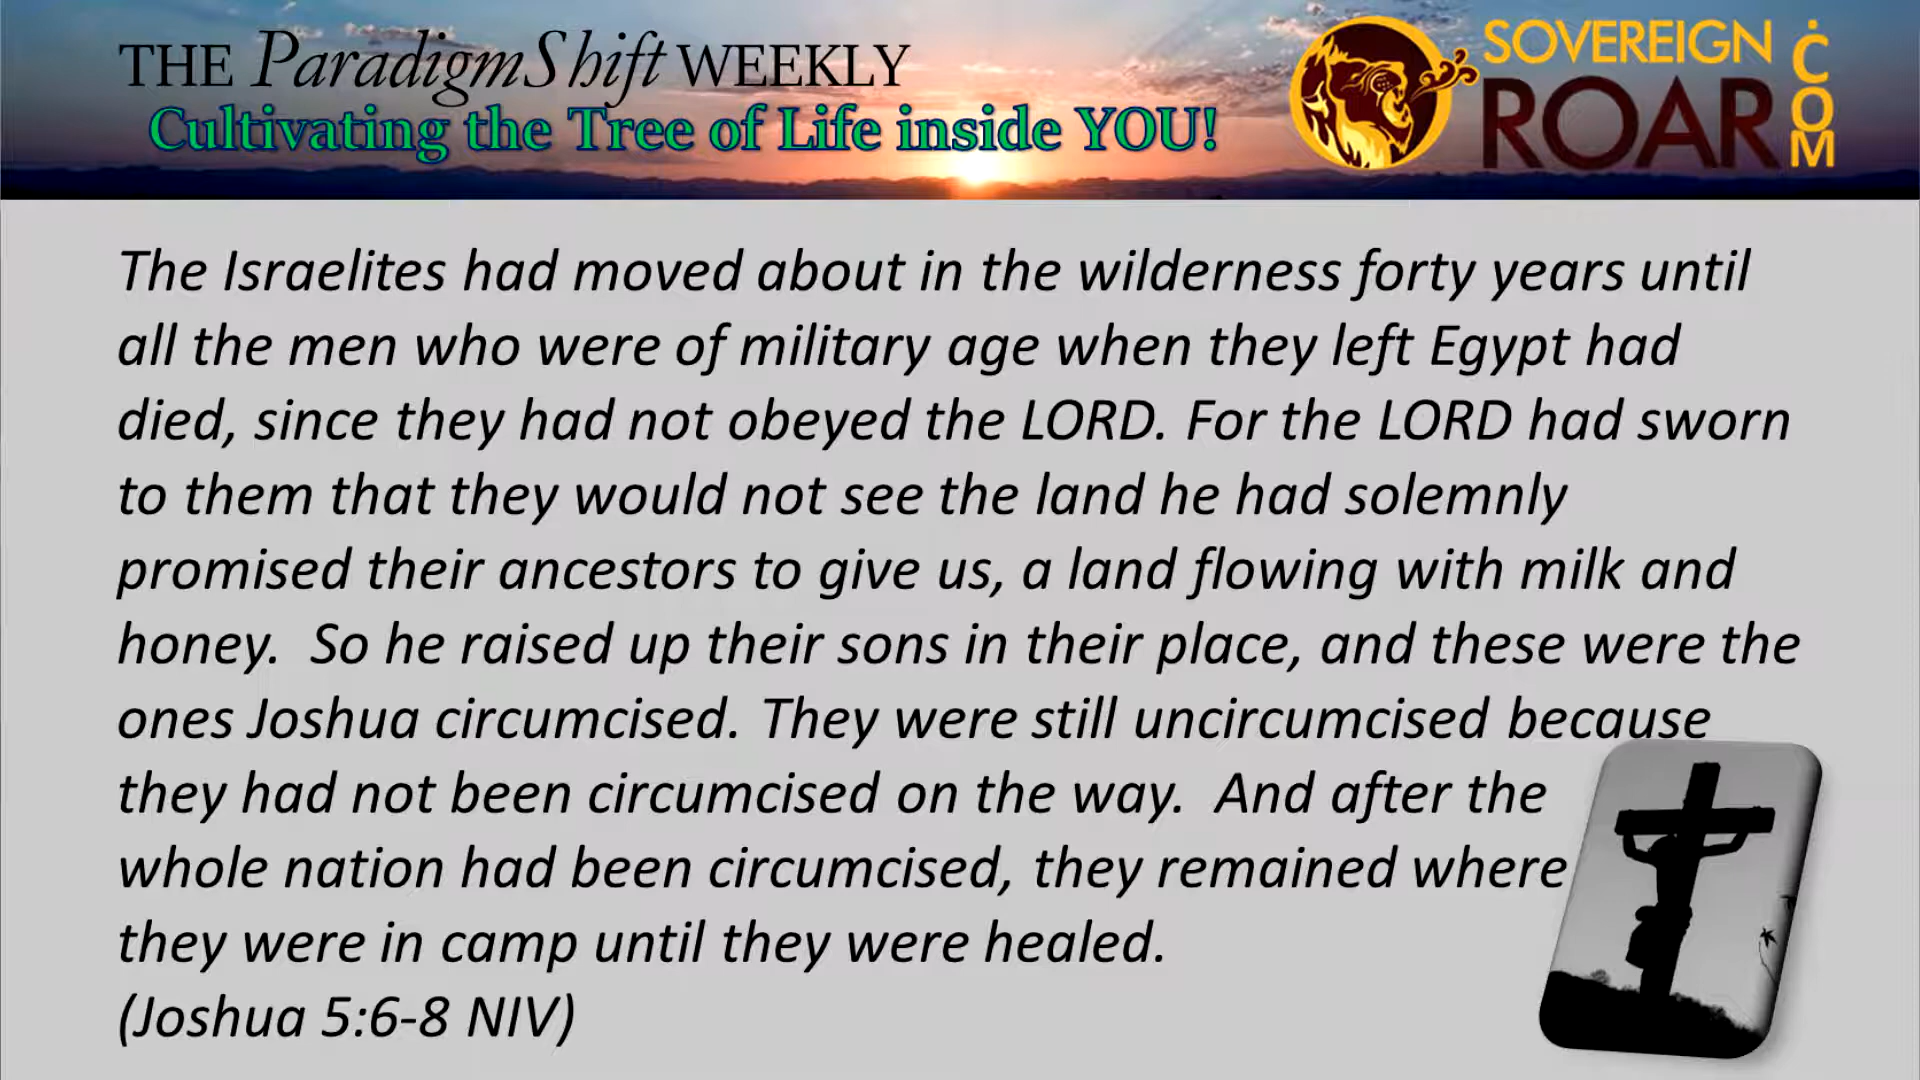 THE ParadigmShift WEEKLY
Cultivating the Tree of Life inside YOU!
SOVEREIGN
ROAR
.COM
The Israelites had moved about in the wilderness forty years until
all the men who were of military age when they left Egypt had
died, since they had not obeyed the LORD. For the LORD had sworn
to them that they would not see the land he had solemnly
promised their ancestors to give us, a land flowing with milk and
honey.  So he raised up their sons in their place, and these were the
ones Joshua circumcised. They were still uncircumcised because
they had not been circumcised on the way.  And after the
whole nation had been circumcised, they remained where
they were in camp until they were healed.
(Joshua 5:6-8 NIV)